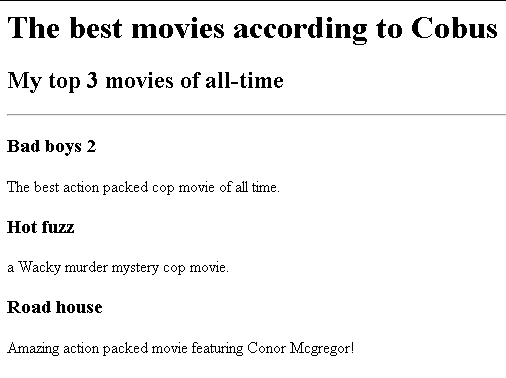 The best movies according to Cobus
My top 3 movies of all-time
Bad boys 2
The best action packed cop movie of all time.
Hot fuzz
a Wacky murder mystery cop movie.
Road house
Amazing action packed movie featuring Conor Mcgregor!